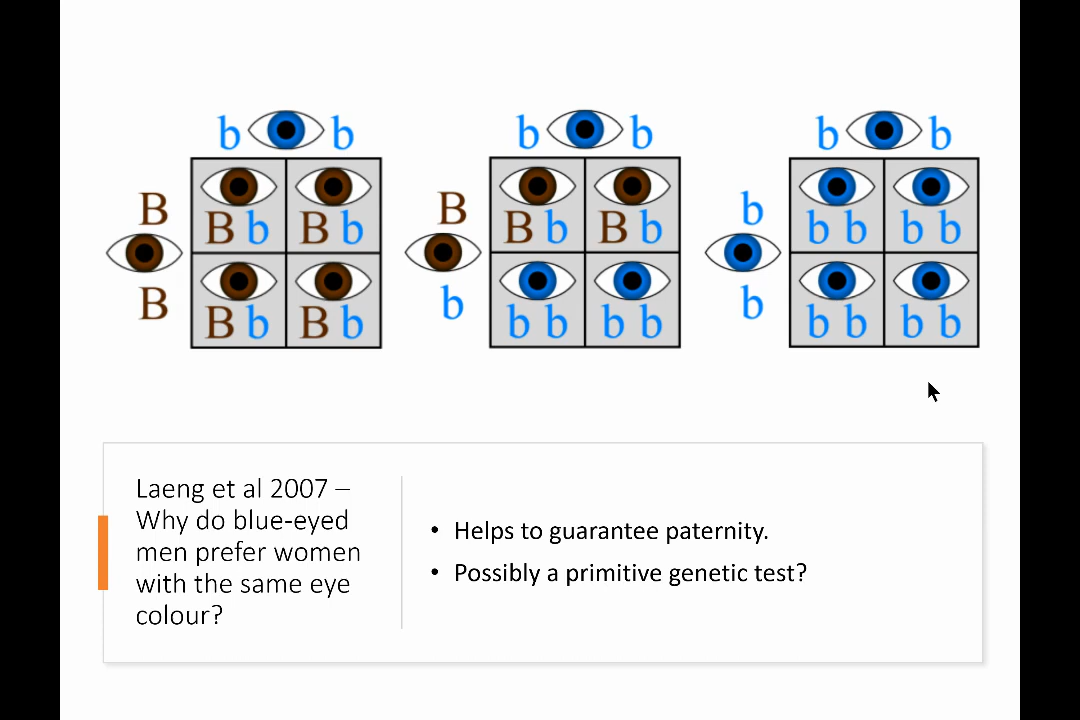 b b b b b b
B b B b B b B b b b b b
B B b
B b B b b b b b b b b b
B b b
Laeng et al 2007 –
Why do blue-eyed
men prefer women
with the same eye
colour?
• Helps to guarantee paternity.
• Possibly a primitive genetic test?